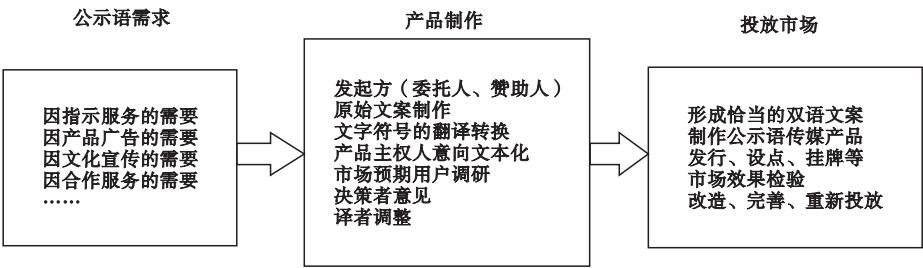 公示语需求
因指示服务的需要
因产品广告的需要
因文化宣传的需要
因合作服务的需要
……
产品制作
发起方（委托人、赞助人）
原始文案制作
文字符号的翻译转换
产品主权人意向文本化
市场预期用户调研
决策者意见
译者调整
投放市场
形成恰当的双语文案
制作公示语传媒产品
发行、设点、挂牌等
市场效果检验
改造、完善、重新投放